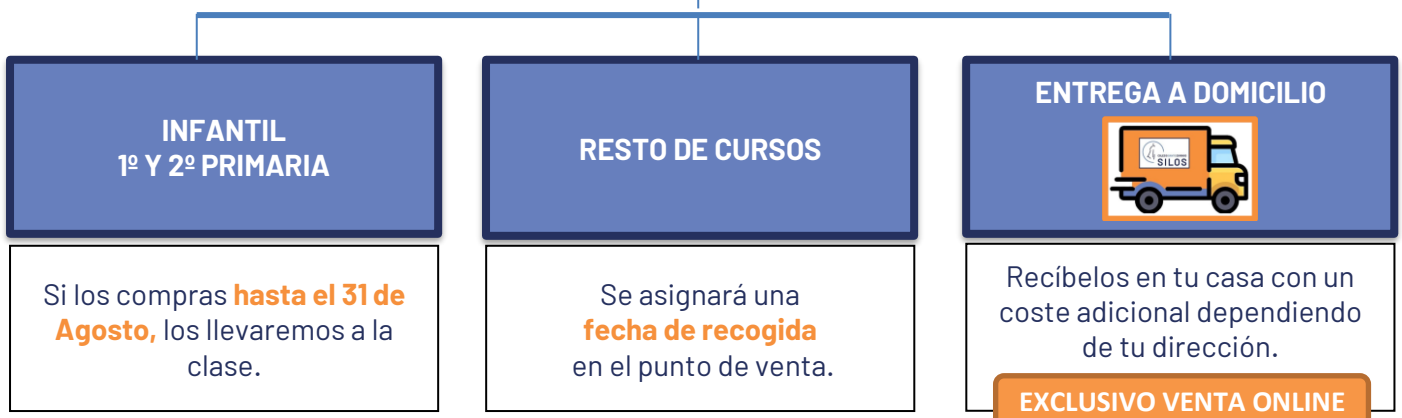 INFANTIL
1º Y 2º PRIMARIA
Si los compras hasta el 31 de
Agosto, los llevaremos a la
clase.
RESTO DE CURSOS
Se asignará una
fecha de recogida
en el punto de venta.
ENTREGA A DOMICILIO
SILOS
Recíbelos en tu casa con un
coste adicional dependiendo
de tu dirección.
EXCLUSIVO VENTA ONLINE